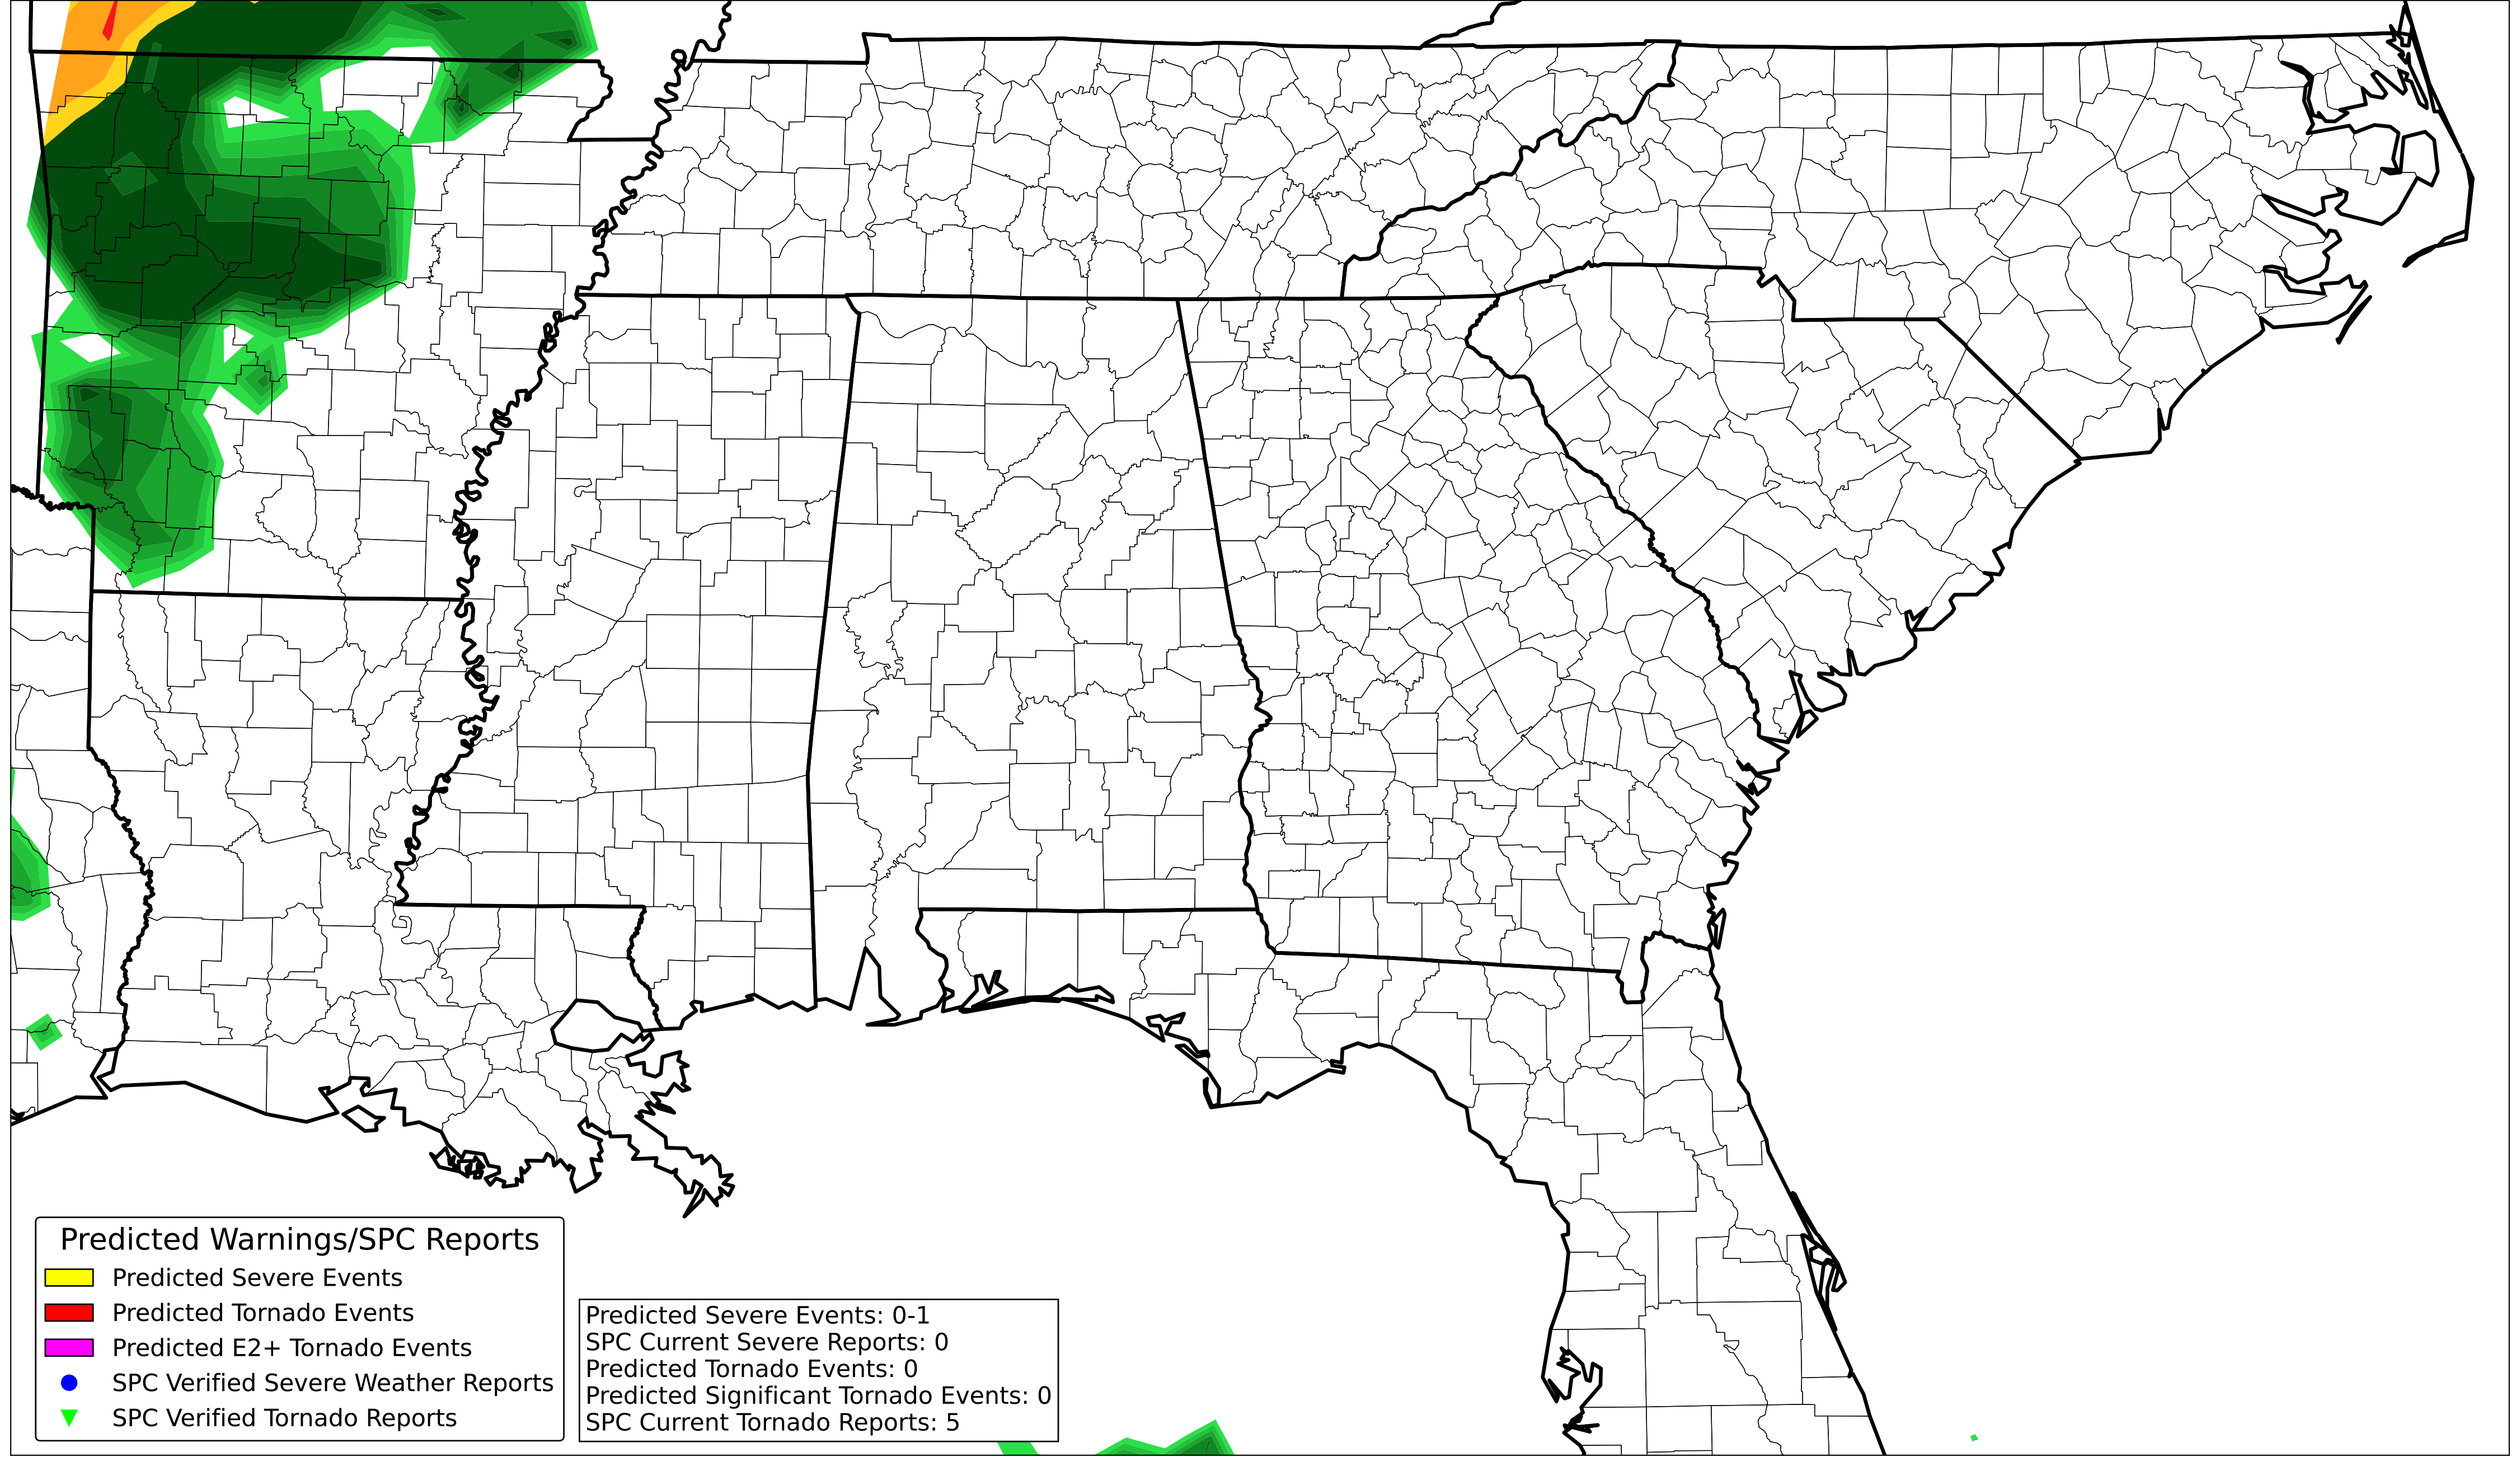 Predicted Warnings/SPC Reports
Predicted Severe Events
Predicted Tornado Events
Predicted E2+ Tornado Events
SPC Verified Severe Weather Reports
SPC Verified Tornado Reports
Predicted Severe Events: 0-1
SPC Current Severe Reports: 0
Predicted Tornado Events: 0
Predicted Significant Tornado Events: 0
SPC Current Tornado Reports: 5